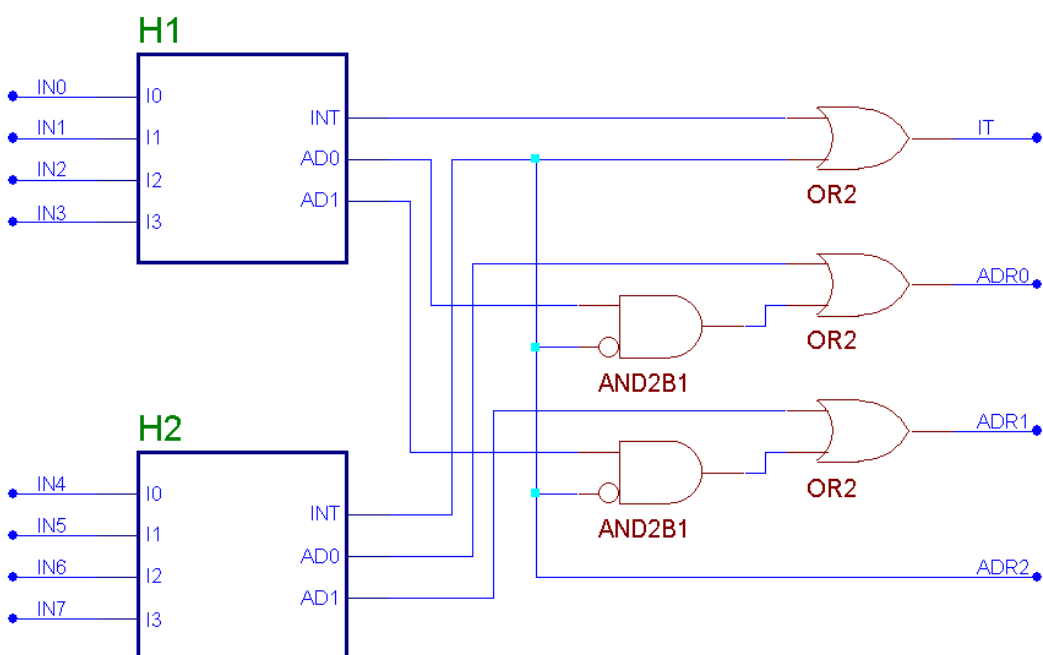 H1
IN0
I0
IN1
I1
IN2
I2
IN3
I3
INT
AD0
AD1
IT
OR2
ADR0
OR2
AND2B1
ADR1
OR2
AND2B1
ADR2
H2
IN4
I0
IN5
I1
IN6
I2
IN7
I3
INT
AD0
AD1